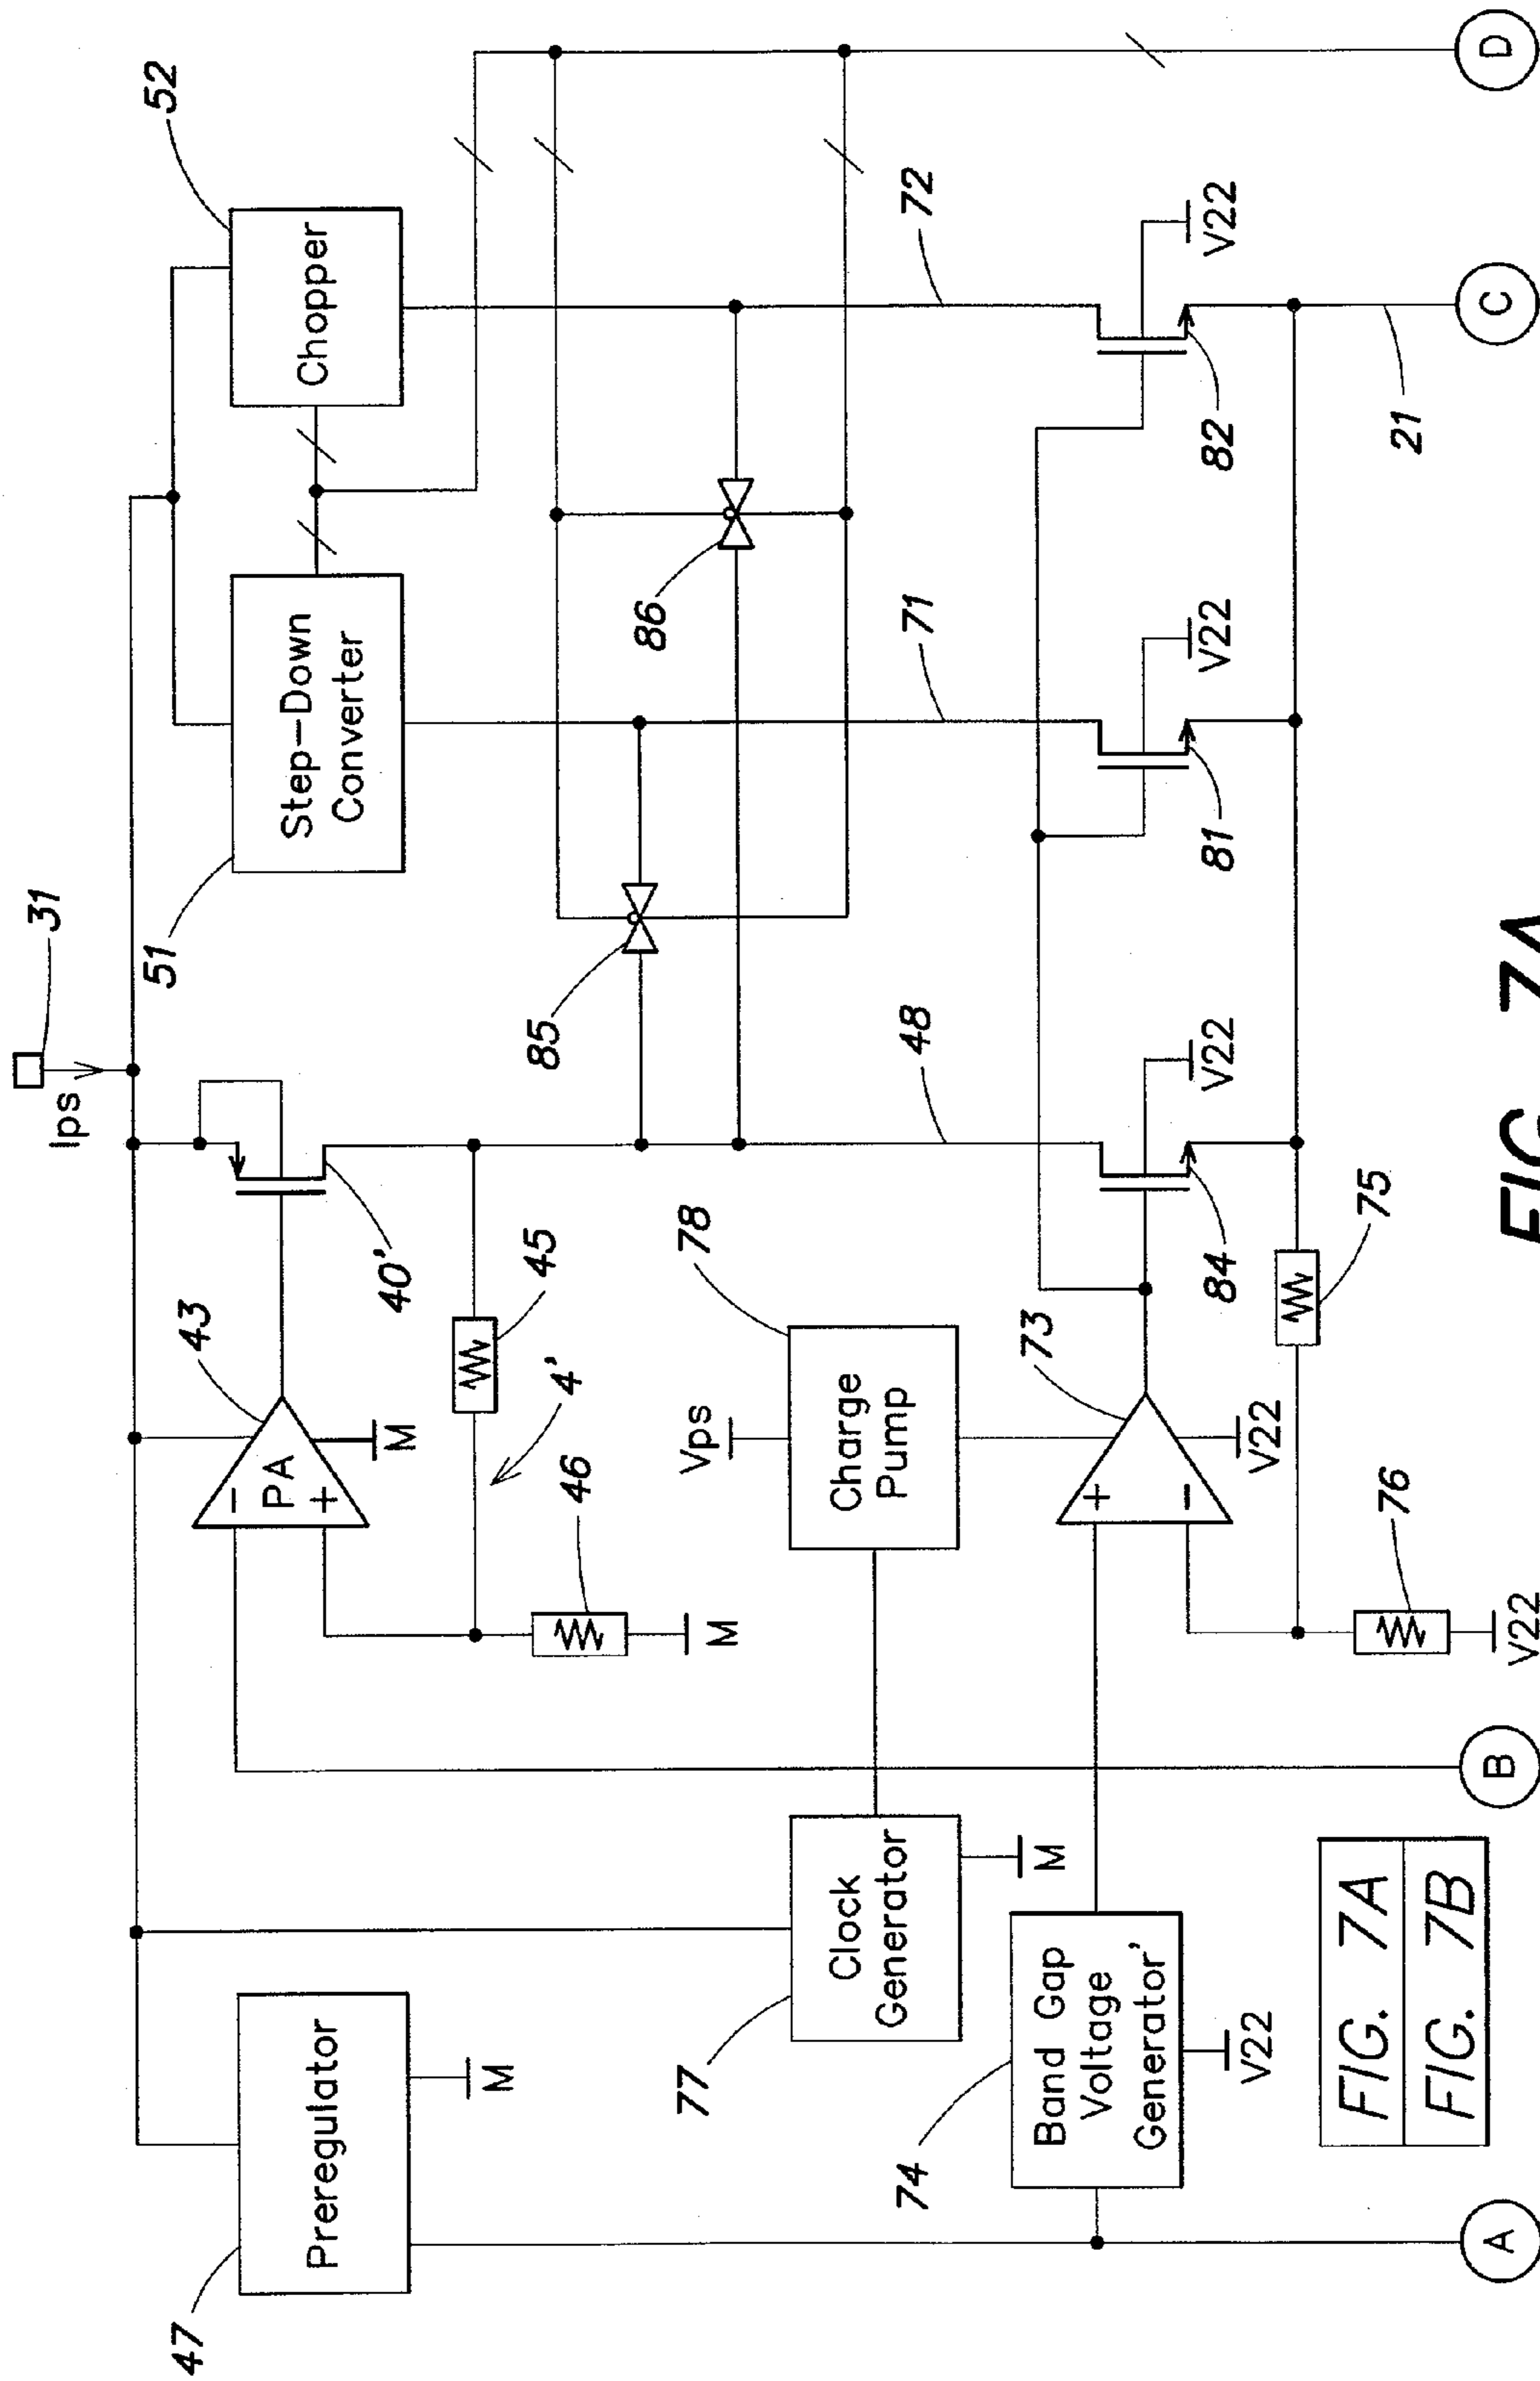 31
Ips
47
Preregulator
M
43
−
PA
+
M
40'
51
Step-Down
Converter
52
Chopper
45
4'
46
M
85
86
77
Clock
Generator
M
Vps
78
Charge
Pump
48
71
72
74
Band Gap
Voltage
Generator'
V22
73
+
−
V22
84
V22
81
V22
82
V22
75
76
V22
21
FIG. 7A
FIG. 7B
A
B
C
D
FIG. 7A